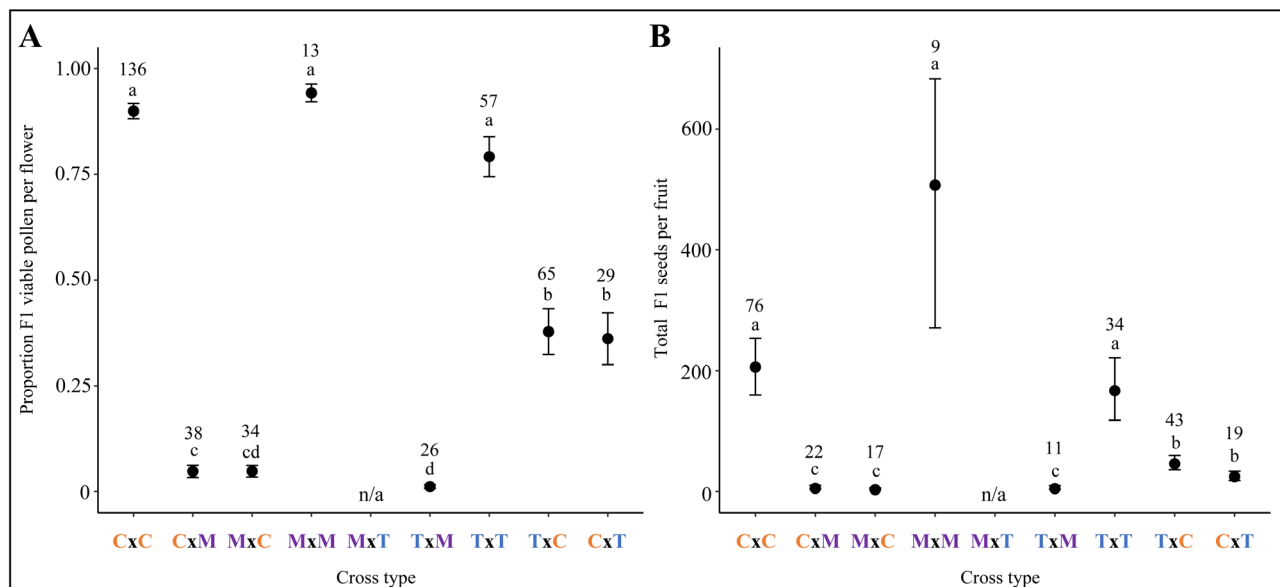 A
Proportion F1 viable pollen per flower
1.00
0.75
0.50
0.25
0
136
a
38
c
34
cd
13
a
n/a
26
d
57
a
65
b
29
b
CxC CxM MxC MxM MxT TxM TxT TxC CxT
Cross type
B
Total F1 seeds per fruit
600
400
200
0
76
a
22
c
17
c
9
a
n/a
11
c
34
a
43
b
19
b
CxC CxM MxC MxM MxT TxM TxT TxC CxT
Cross type